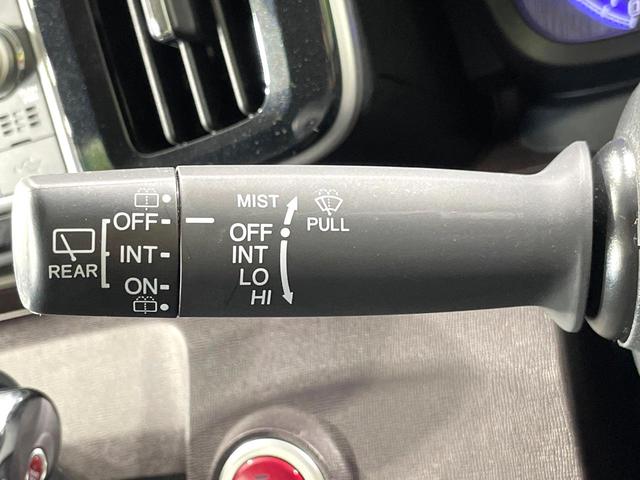 MIST
PULL
OFF
INT
LO
HI
OFF
INT
ON
REAR